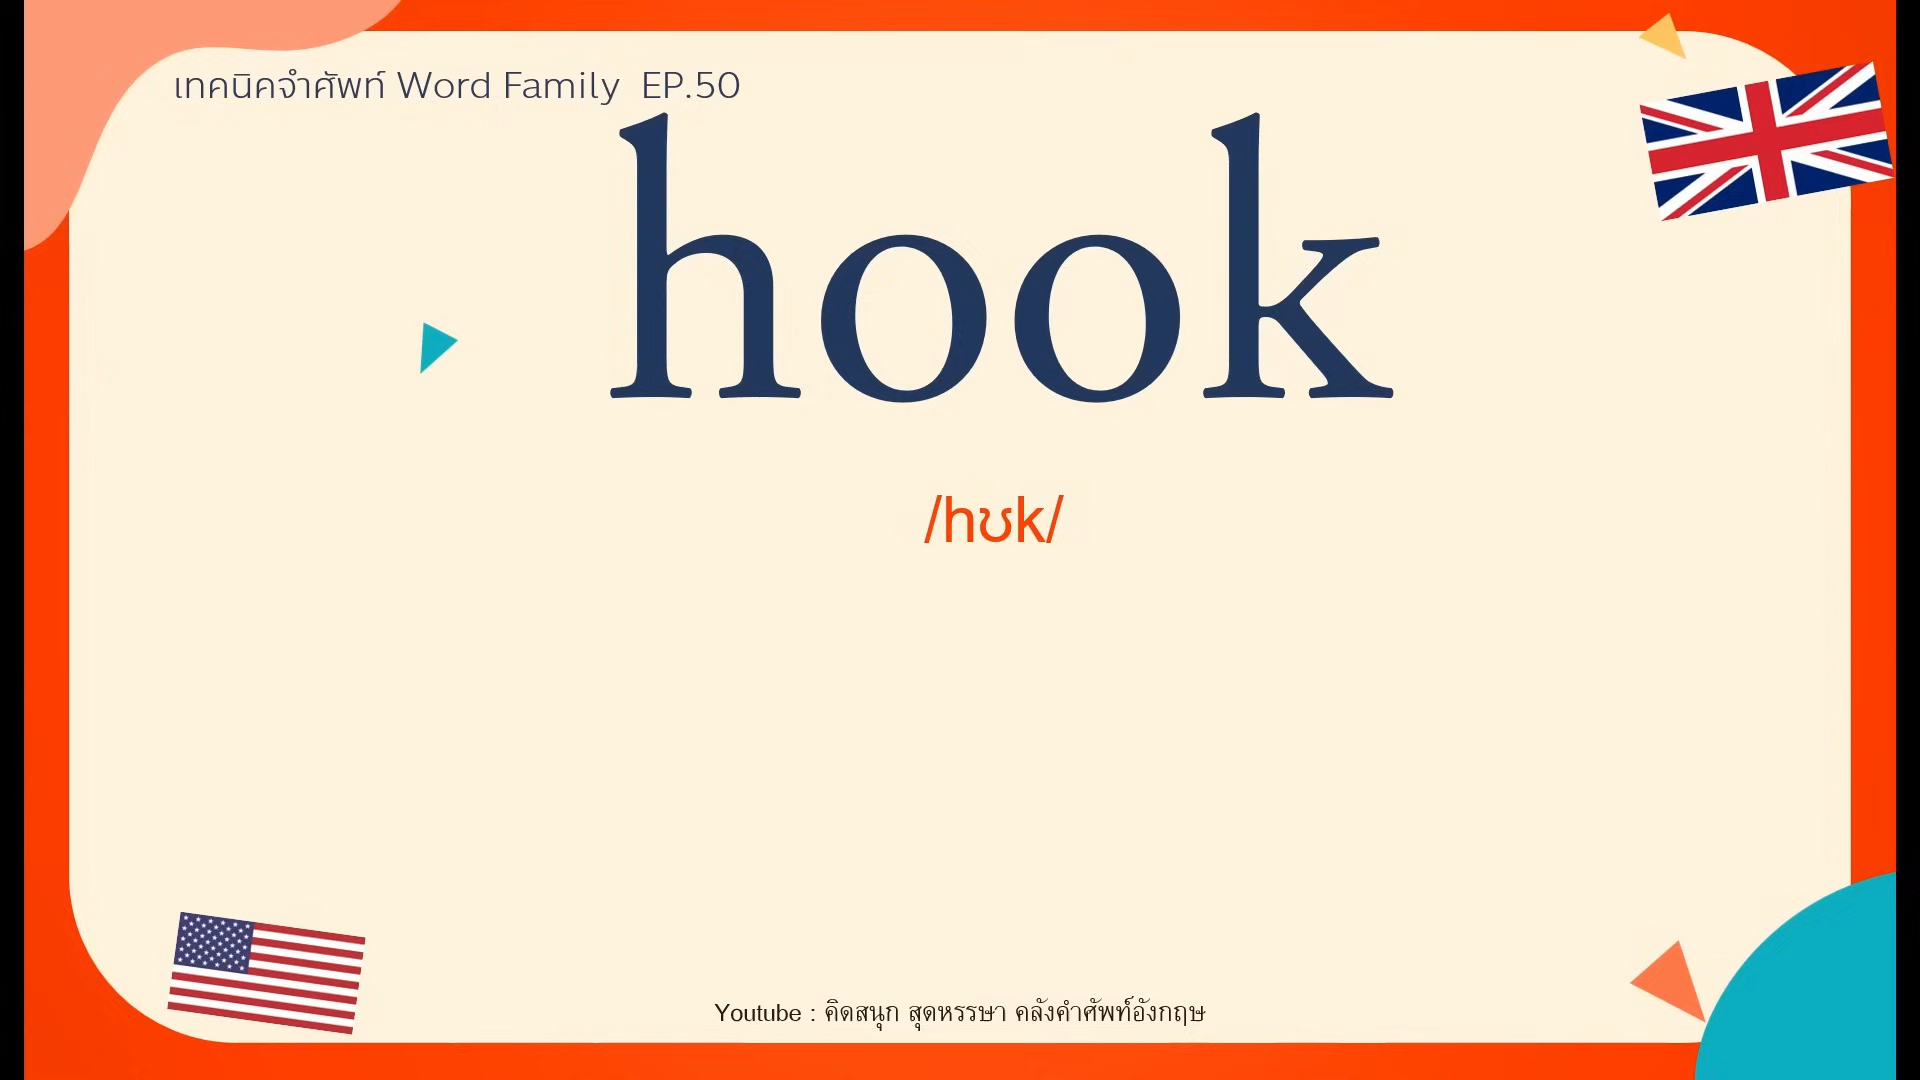 เทคนิคจำศัพท์ Word Family EP.50
hook
/hʊk/
Youtube : คิดสนุก สุดหรรษา คลังคำศัพท์อังกฤษ